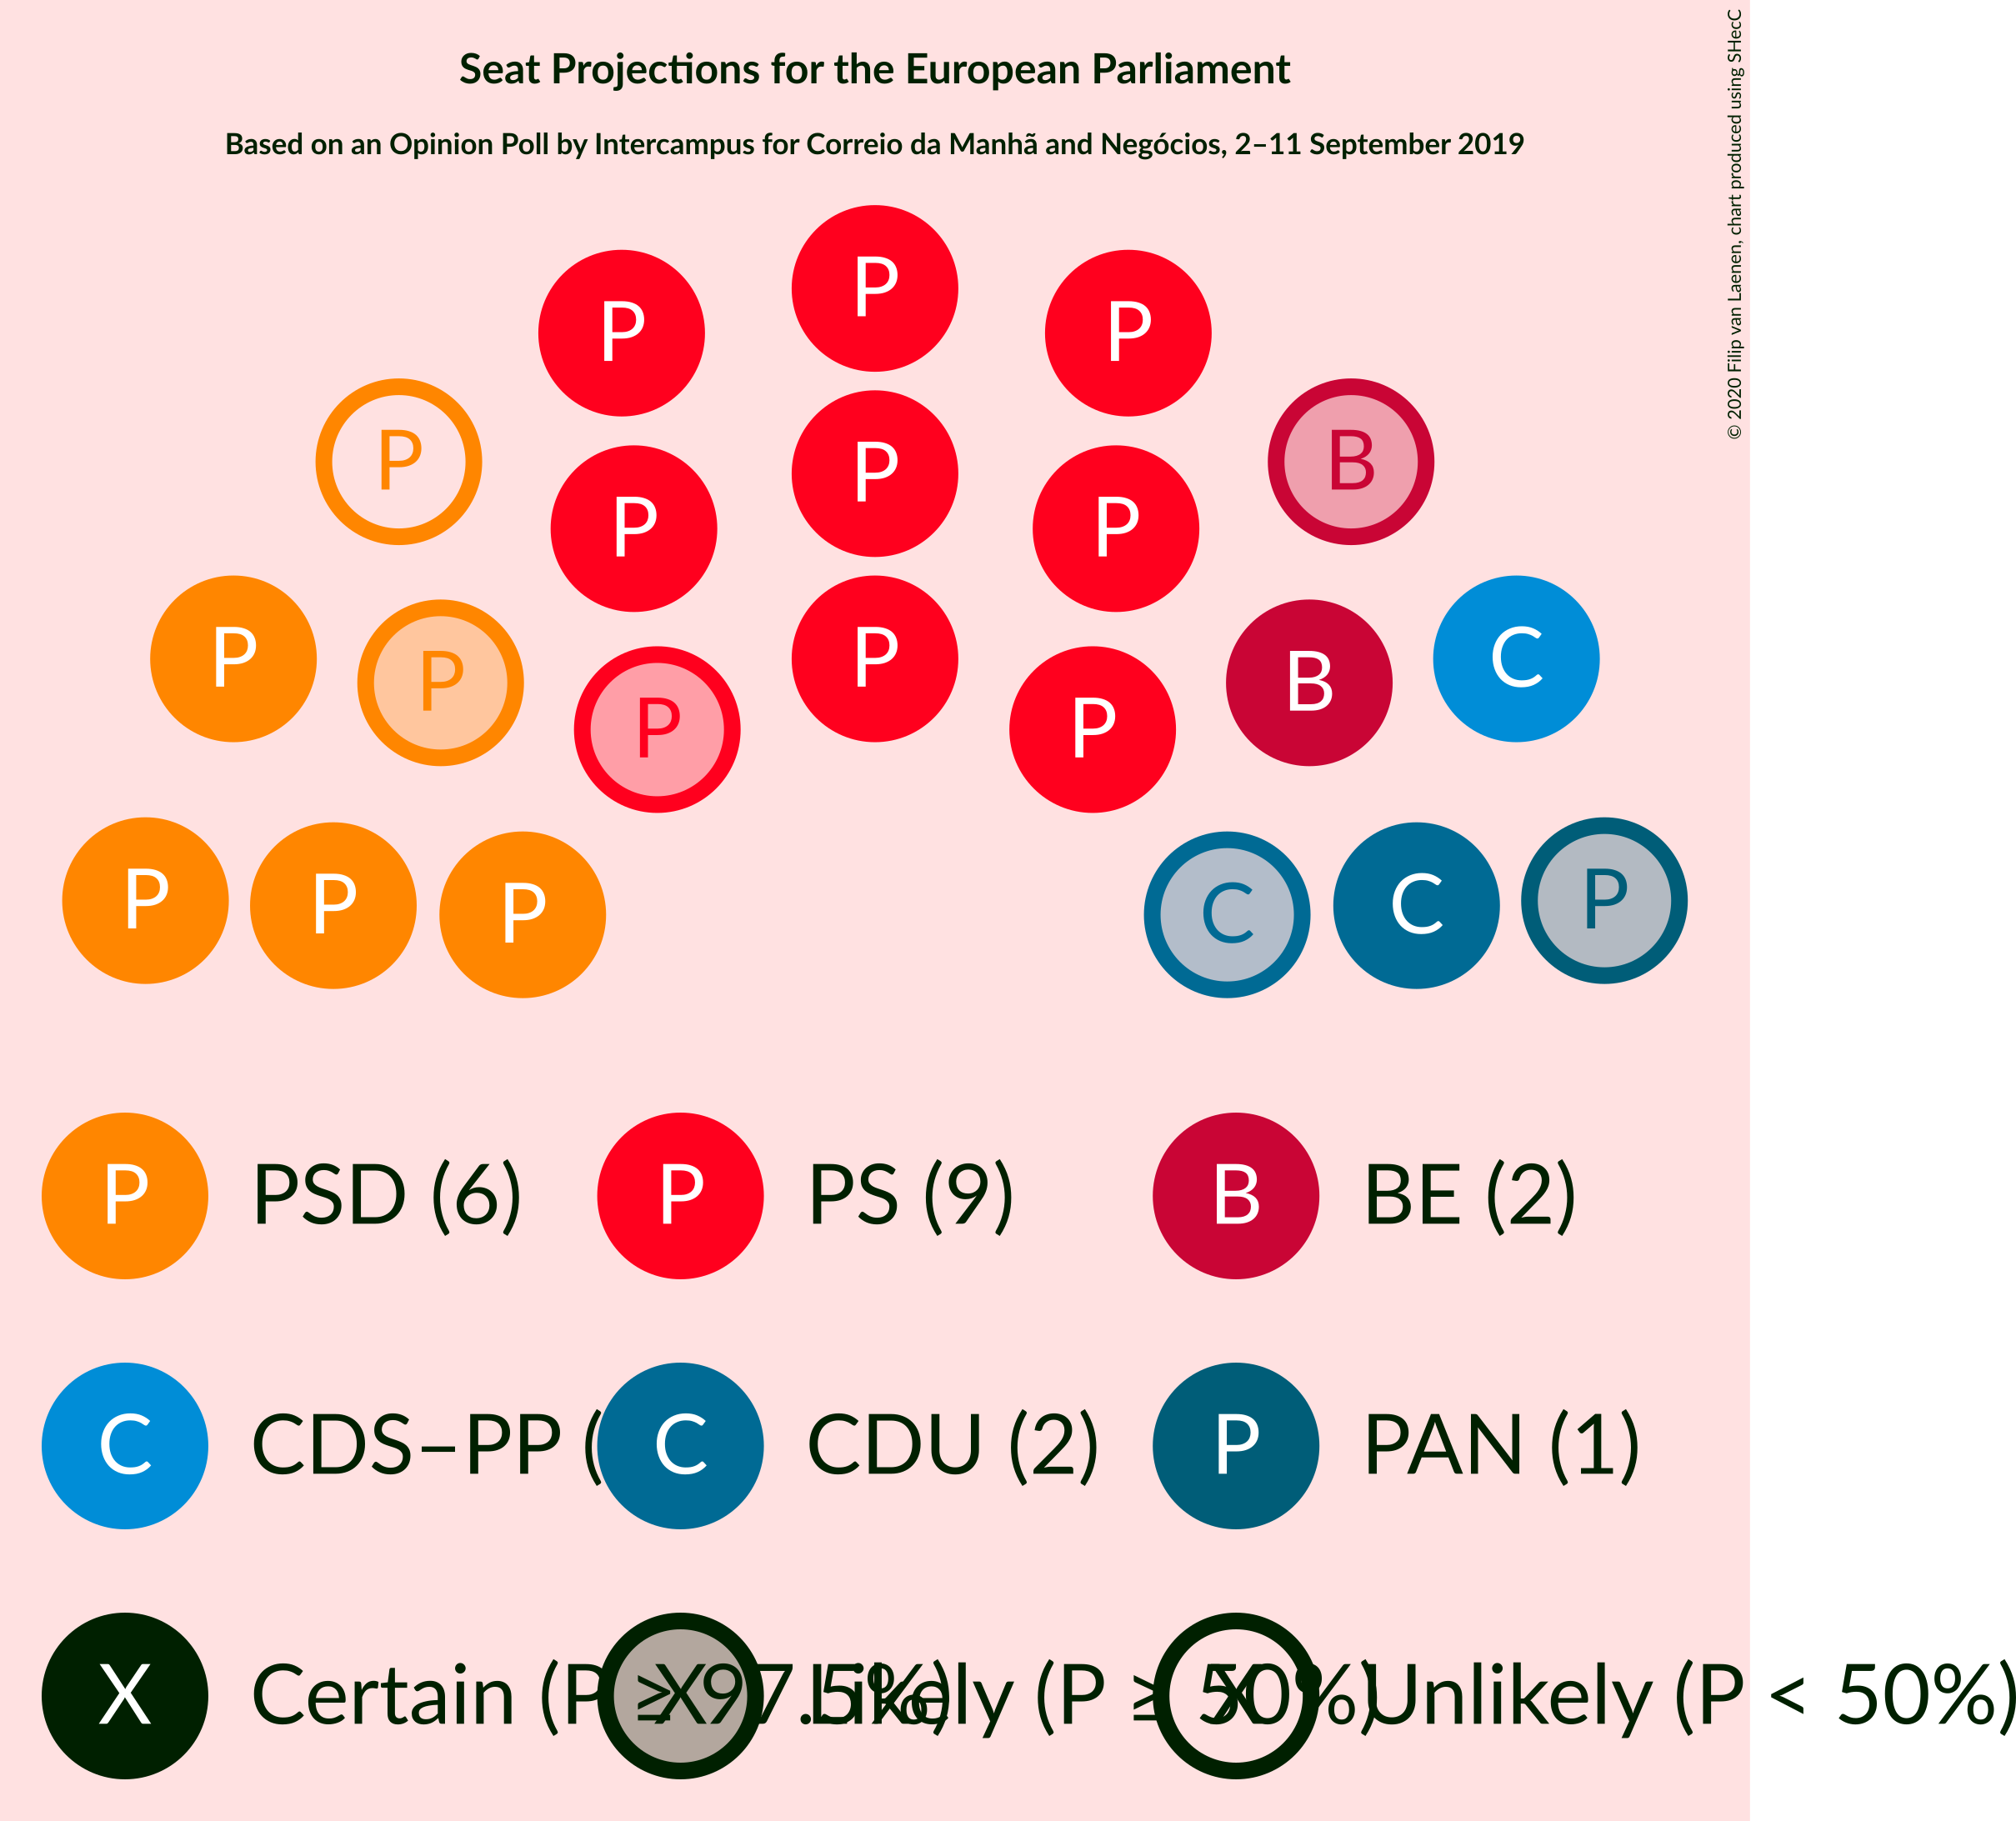 Seat Projections for the European Parliament
Based on an Opinion Poll by Intercampus for Correio da Manhã and Negócios, 2–11 September 2019
© 2020 Filip van Laenen, chart produced using SHecC
P
P P
P B
P
P P
P P C
P B
P P
P P
P C
P C
P PSD (6) P PS (9) B BE (2)
C CDS–PP ( C CDU (2) P PAN (1)
X Certain (P ≥ 97.5%) X Likely (P ≥ 50%) X Unlikely (P < 50%)